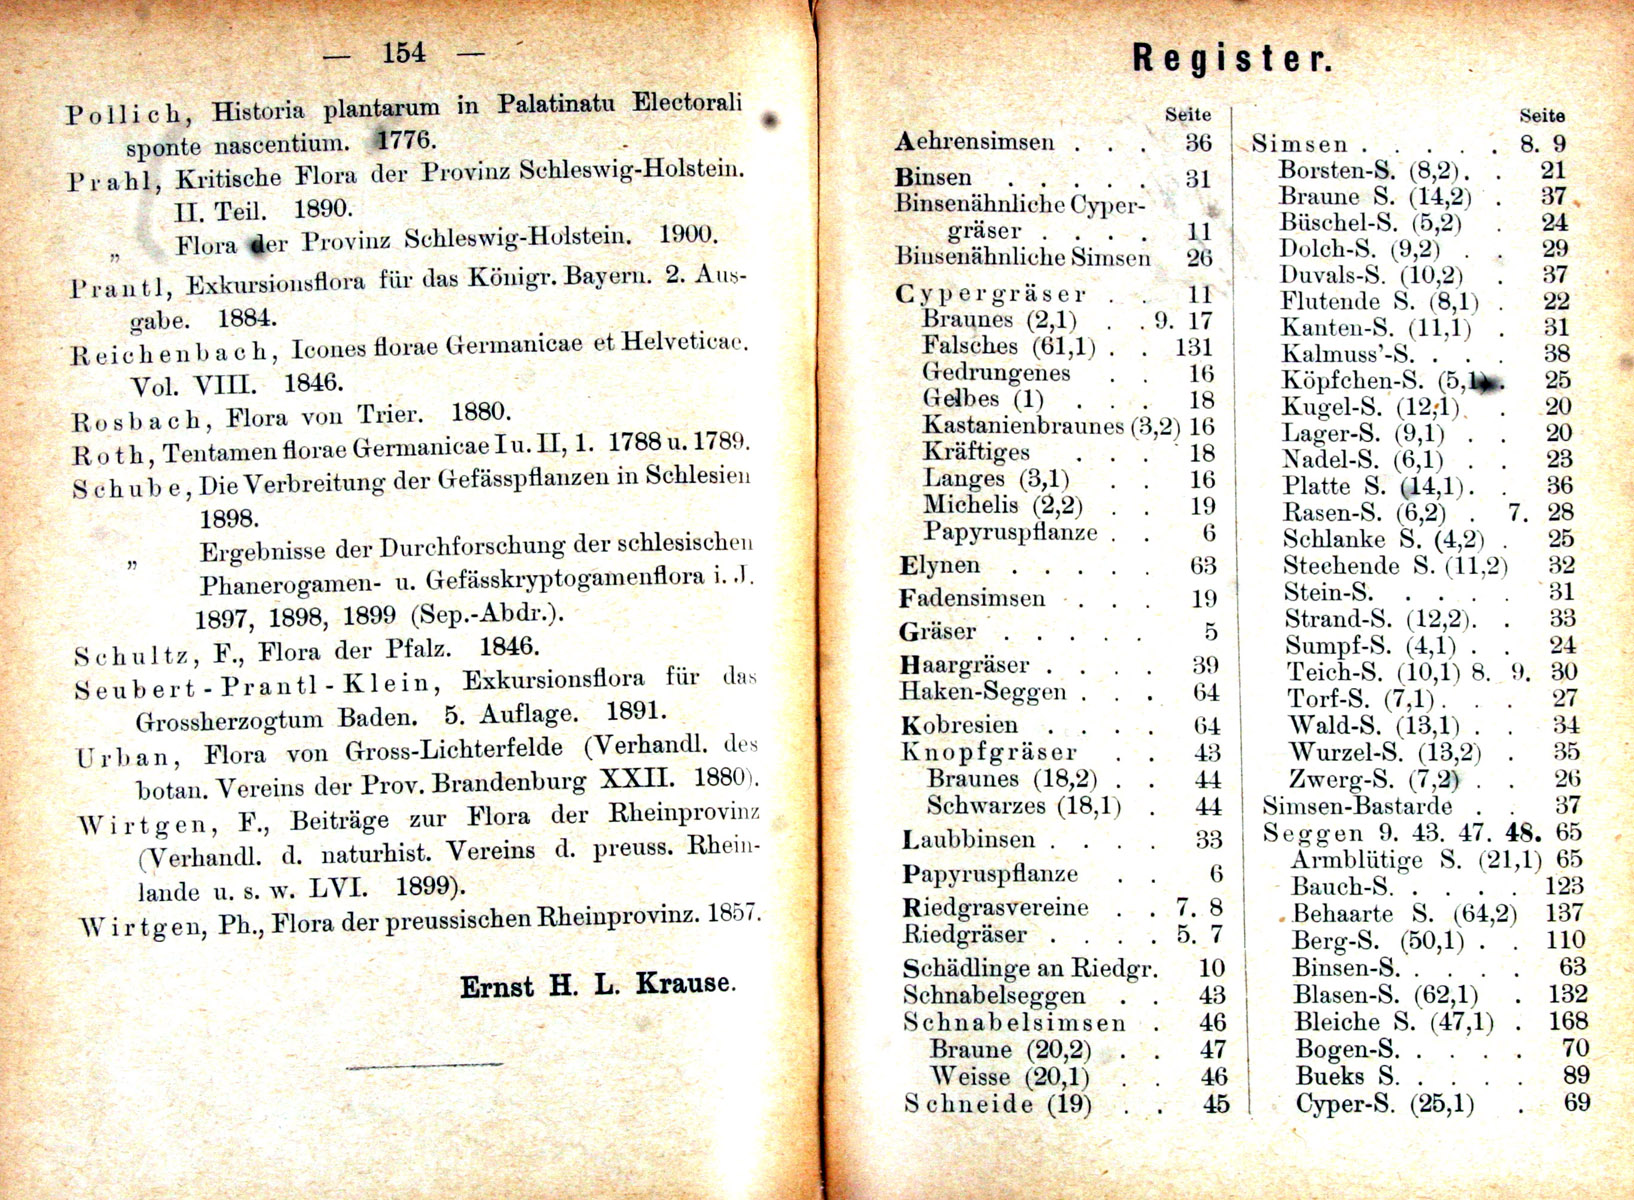 — 154 —
Pollich, Historia plantarum in Palatinatu Electorali
sponte nascentium. 1776.
Prahl, Kritische Flora der Provinz Schleswig-Holstein.
II. Teil. 1890.
„ Flora der Provinz Schleswig-Holstein. 1900.
Prantl, Exkursionsflora für das Königr. Bayern. 2. Aus-
gabe. 1884.
Reichenbach, Icones florae Germanicae et Helveticae.
Vol. VIII. 1846.
Rosbach, Flora von Trier. 1880.
Roth, Tentamen florae Germanicae I u. II, 1. 1788 u. 1789.
Schube, Die Verbreitung der Gefässpflanzen in Schlesien
1898.
„ Ergebnisse der Durchforschung der schlesischen
Phanerogamen- u. Gefässkryptogamenflora i. J.
1897, 1898, 1899 (Sep.-Abdr.).
Schultz, F., Flora der Pfalz. 1846.
Seubert-Prantl-Klein, Exkursionsflora für das
Grossherzogtum Baden. 5. Auflage. 1891.
Urban, Flora von Gross-Lichterfelde (Verhandl. des
botan. Vereins der Prov. Brandenburg XXII. 1880).
Wirtgen, F., Beiträge zur Flora der Rheinprovinz
(Verhandl. d. naturhist. Vereins d. preuss. Rhein-
lande u. s. w. LVI. 1899).
Wirtgen, Ph., Flora der preussischen Rheinprovinz. 1857.
Ernst H. L. Krause.
Register.
Seite
Aehrensimsen . . . 36
Binsen . . . . . 31
Binsenähnliche Cyper-
gräser . . . . 11
Binsenähnliche Simsen 26
Cypergräser . . 11
Braunes (2,1) . . 9. 17
Falsches (61,1) . . 131
Gedrungenes . . 16
Gelbes (1) . . . 18
Kastanienbraunes (3,2) 16
Kräftiges . . . 18
Langes (3,1) . . 16
Michelis (2,2) . . 19
Papyruspflanze . . 6
Elynen . . . . . 63
Fadensimsen . . . 19
Gräser . . . . . 5
Haargräser . . . . 39
Haken-Seggen . . . 64
Kobresien . . . . 64
Knopfgräser . . 43
Braunes (18,2) . . 44
Schwarzes (18,1) . 44
Laubbinsen . . . . 33
Papyruspflanze . . 6
Riedgrasvereine . . 7. 8
Riedgräser . . . . 5. 7
Schädlinge an Riedgr. 10
Schnabelseggen . . 43
Schnabelsimsen . 46
Braune (20,2) . . 47
Weisse (20,1) . . 46
Schneide (19) . . 45
Seite
Simsen . . . . . 8. 9
Borsten-S. (8,2) . . 21
Braune S. (14,2) . 37
Büschel-S. (5,2) . 24
Dolch-S. (9,2) . . 29
Duvals-S. (10,2) . 37
Flutende S. (8,1) . 22
Kanten-S. (11,1) . 31
Kalmuss'-S. . . . 38
Köpfchen-S. (5,1) . 25
Kugel-S. (12,1) . 20
Lager-S. (9,1) . . 20
Nadel-S. (6,1) . . 23
Platte S. (14,1) . . 36
Rasen-S. (6,2) . 7. 28
Schlanke S. (4,2) . 25
Stechende S. (11,2) 32
Stein-S. . . . . 31
Strand-S. (12,2). . 33
Sumpf-S. (4,1) . . 24
Teich-S. (10,1) 8. 9. 30
Torf-S. (7,1) . . . 27
Wald-S. (13,1) . . 34
Wurzel-S. (13,2) . 35
Zwerg-S. (7,2) . . 26
Simsen-Bastarde . . 37
Seggen 9. 43. 47. 48. 65
Armblütige S. (21,1) 65
Bauch-S. . . . . 123
Behaarte S. (64,2) 137
Berg-S. (50,1) . . 110
Binsen-S. . . . . 63
Blasen-S. (62,1) . 132
Bleiche S. (47,1) . 168
Bogen-S. . . . . 70
Bueks S. . . . . 89
Cyper-S. (25,1) . 69